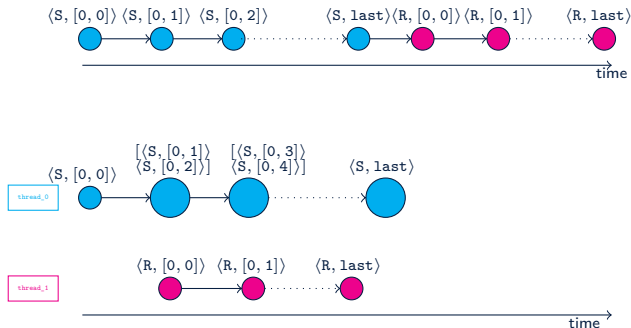 ⟨S, [0, 0]⟩ ⟨S, [0, 1]⟩ ⟨S, [0, 2]⟩ ⟨S, last⟩ ⟨R, [0, 0]⟩ ⟨R, [0, 1]⟩ ⟨R, last⟩
time
[⟨S, [0, 1]⟩ [⟨S, [0, 3]⟩
⟨S, [0, 0]⟩ ⟨S, [0, 2]⟩] ⟨S, [0, 4]⟩] ⟨S, last⟩
thread_0
⟨R, [0, 0]⟩ ⟨R, [0, 1]⟩ ⟨R, last⟩
thread_1
time